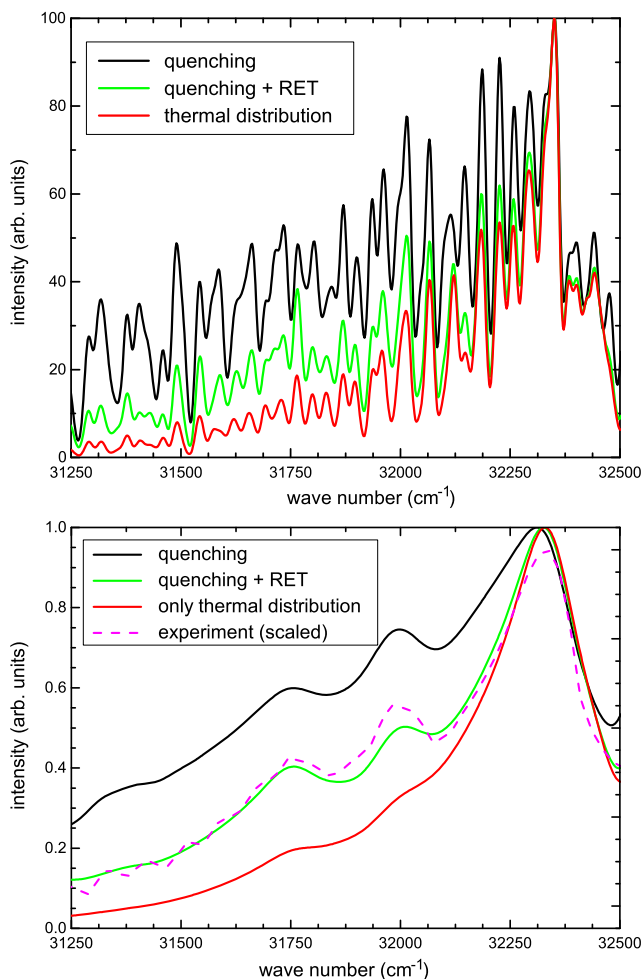 100
80
60
40
20
0
intensity (arb. units)
quenching
quenching + RET
thermal distribution
31250 31500 31750 32000 32250 32500
wave number (cm⁻¹)
1.0
0.8
0.6
0.4
0.2
0.0
intensity (arb. units)
quenching
quenching + RET
only thermal distribution
experiment (scaled)
31250 31500 31750 32000 32250 32500
wave number (cm⁻¹)